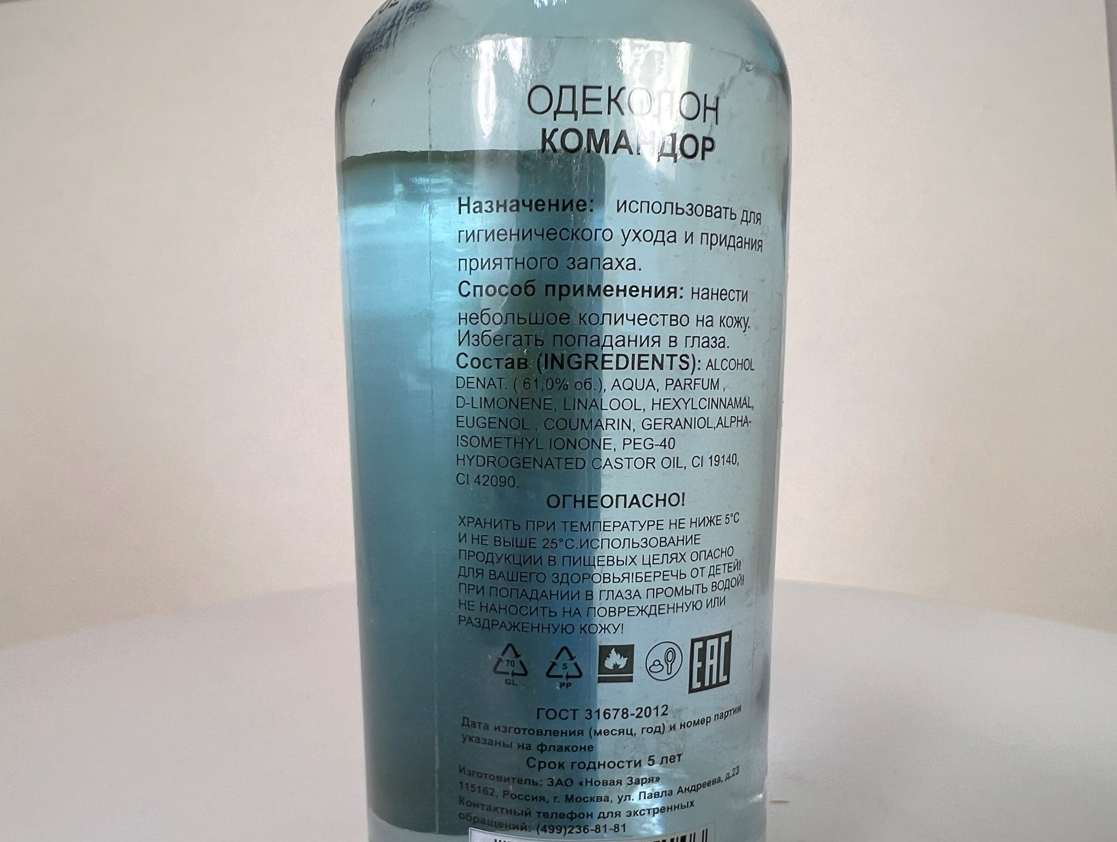 ОДЕКОЛОН
КОМАНДОР
Назначение: использовать для
гигиенического ухода и придания
приятного запаха.
Способ применения: нанести
небольшое количество на кожу.
Избегать попадания в глаза.
Состав (INGREDIENTS): ALCOHOL
DENAT. ( 61,0% об.), AQUA, PARFUM ,
D-LIMONENE, LINALOOL, HEXYLCINNAMAL,
EUGENOL , COUMARIN, GERANIOL,ALPHA-
ISOMETHYL IONONE, PEG-40
HYDROGENATED CASTOR OIL, CI 19140,
CI 42090.
ОГНЕОПАСНО!
ХРАНИТЬ ПРИ ТЕМПЕРАТУРЕ НЕ НИЖЕ 5°C
И НЕ ВЫШЕ 25°C.ИСПОЛЬЗОВАНИЕ
ПРОДУКЦИИ В ПИЩЕВЫХ ЦЕЛЯХ ОПАСНО
ДЛЯ ВАШЕГО ЗДОРОВЬЯ!БЕРЕЧЬ ОТ ДЕТЕЙ!
ПРИ ПОПАДАНИИ В ГЛАЗА ПРОМЫТЬ ВОДОЙ!
НЕ НАНОСИТЬ НА ПОВРЕЖДЕННУЮ ИЛИ
РАЗДРАЖЕННУЮ КОЖУ!
70 5 EAC
GL PP
ГОСТ 31678-2012
Дата изготовления (месяц, год) и номер партии
указаны на флаконе
Срок годности 5 лет
Изготовитель: ЗАО «Новая Заря»
115162, Россия, г. Москва, ул. Павла Андреева, д.23
Контактный телефон для экстренных
обращений: (499)236-81-81